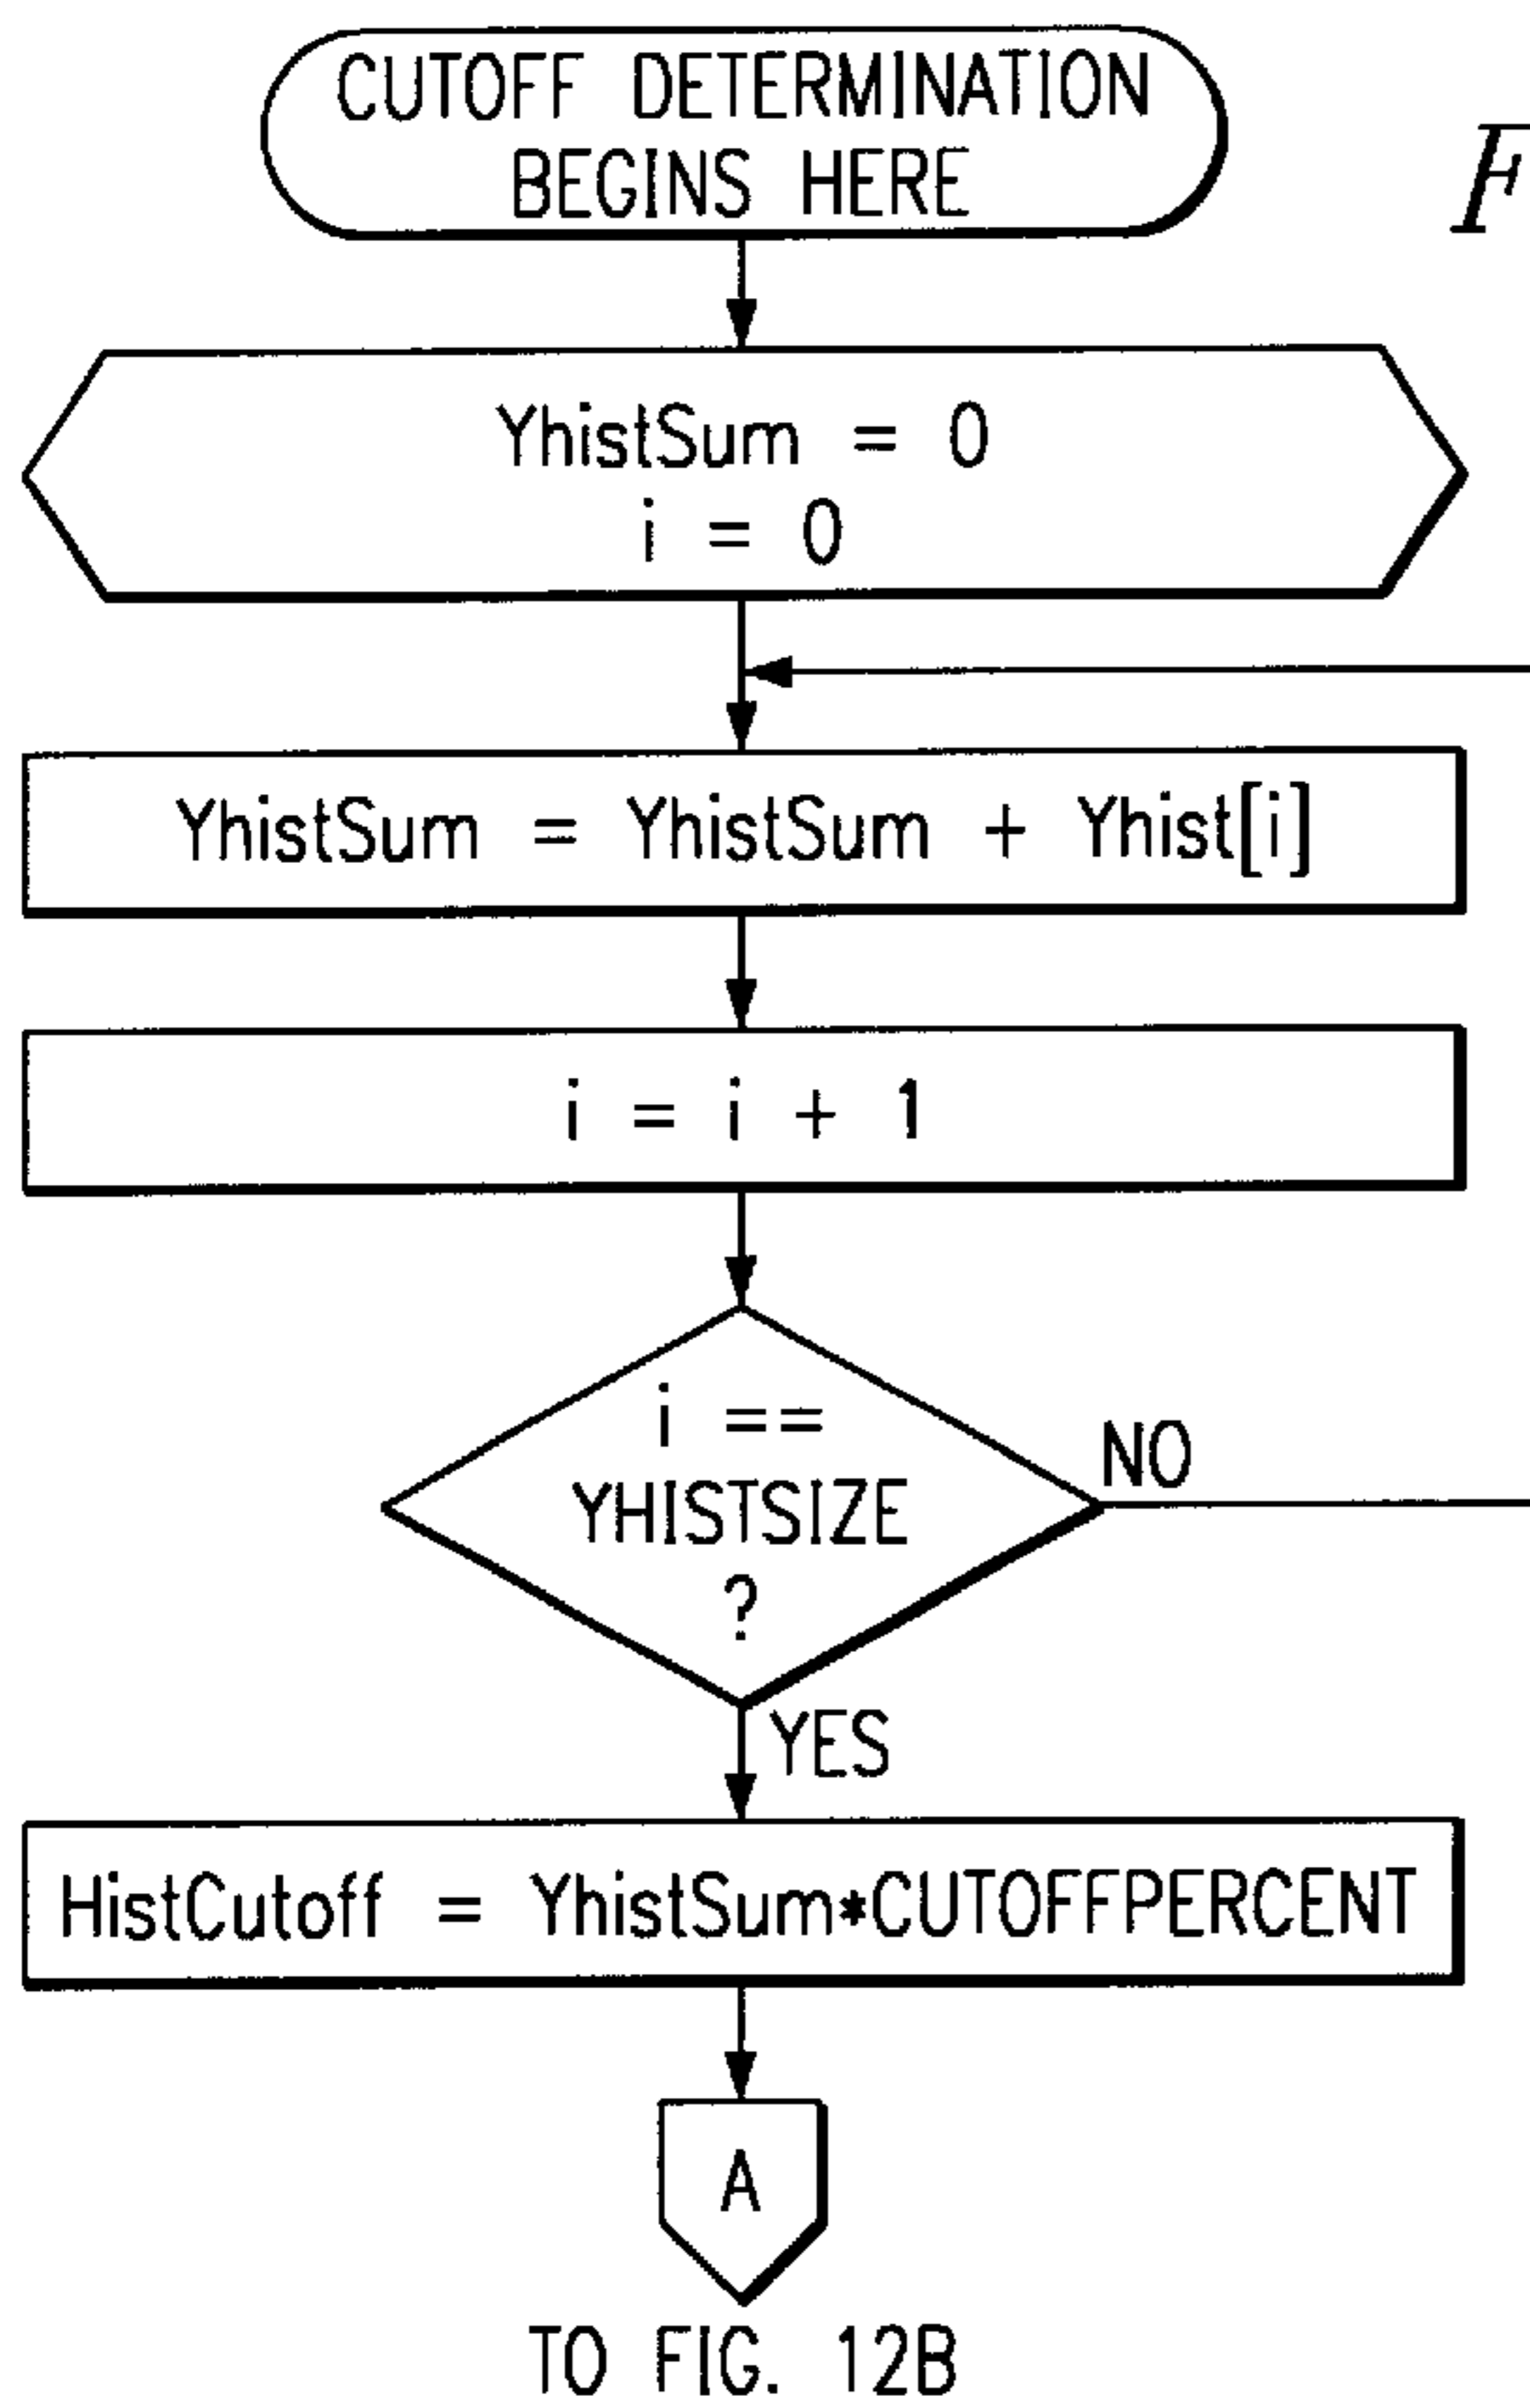 CUTOFF DETERMINATION
BEGINS HERE
F
YhistSum = 0
i = 0
YhistSum = YhistSum + Yhist[i]
i = i + 1
i ==
YHISTSIZE
?
NO
YES
HistCutoff = YhistSum*CUTOFFPERCENT
A
TO FIG. 12B